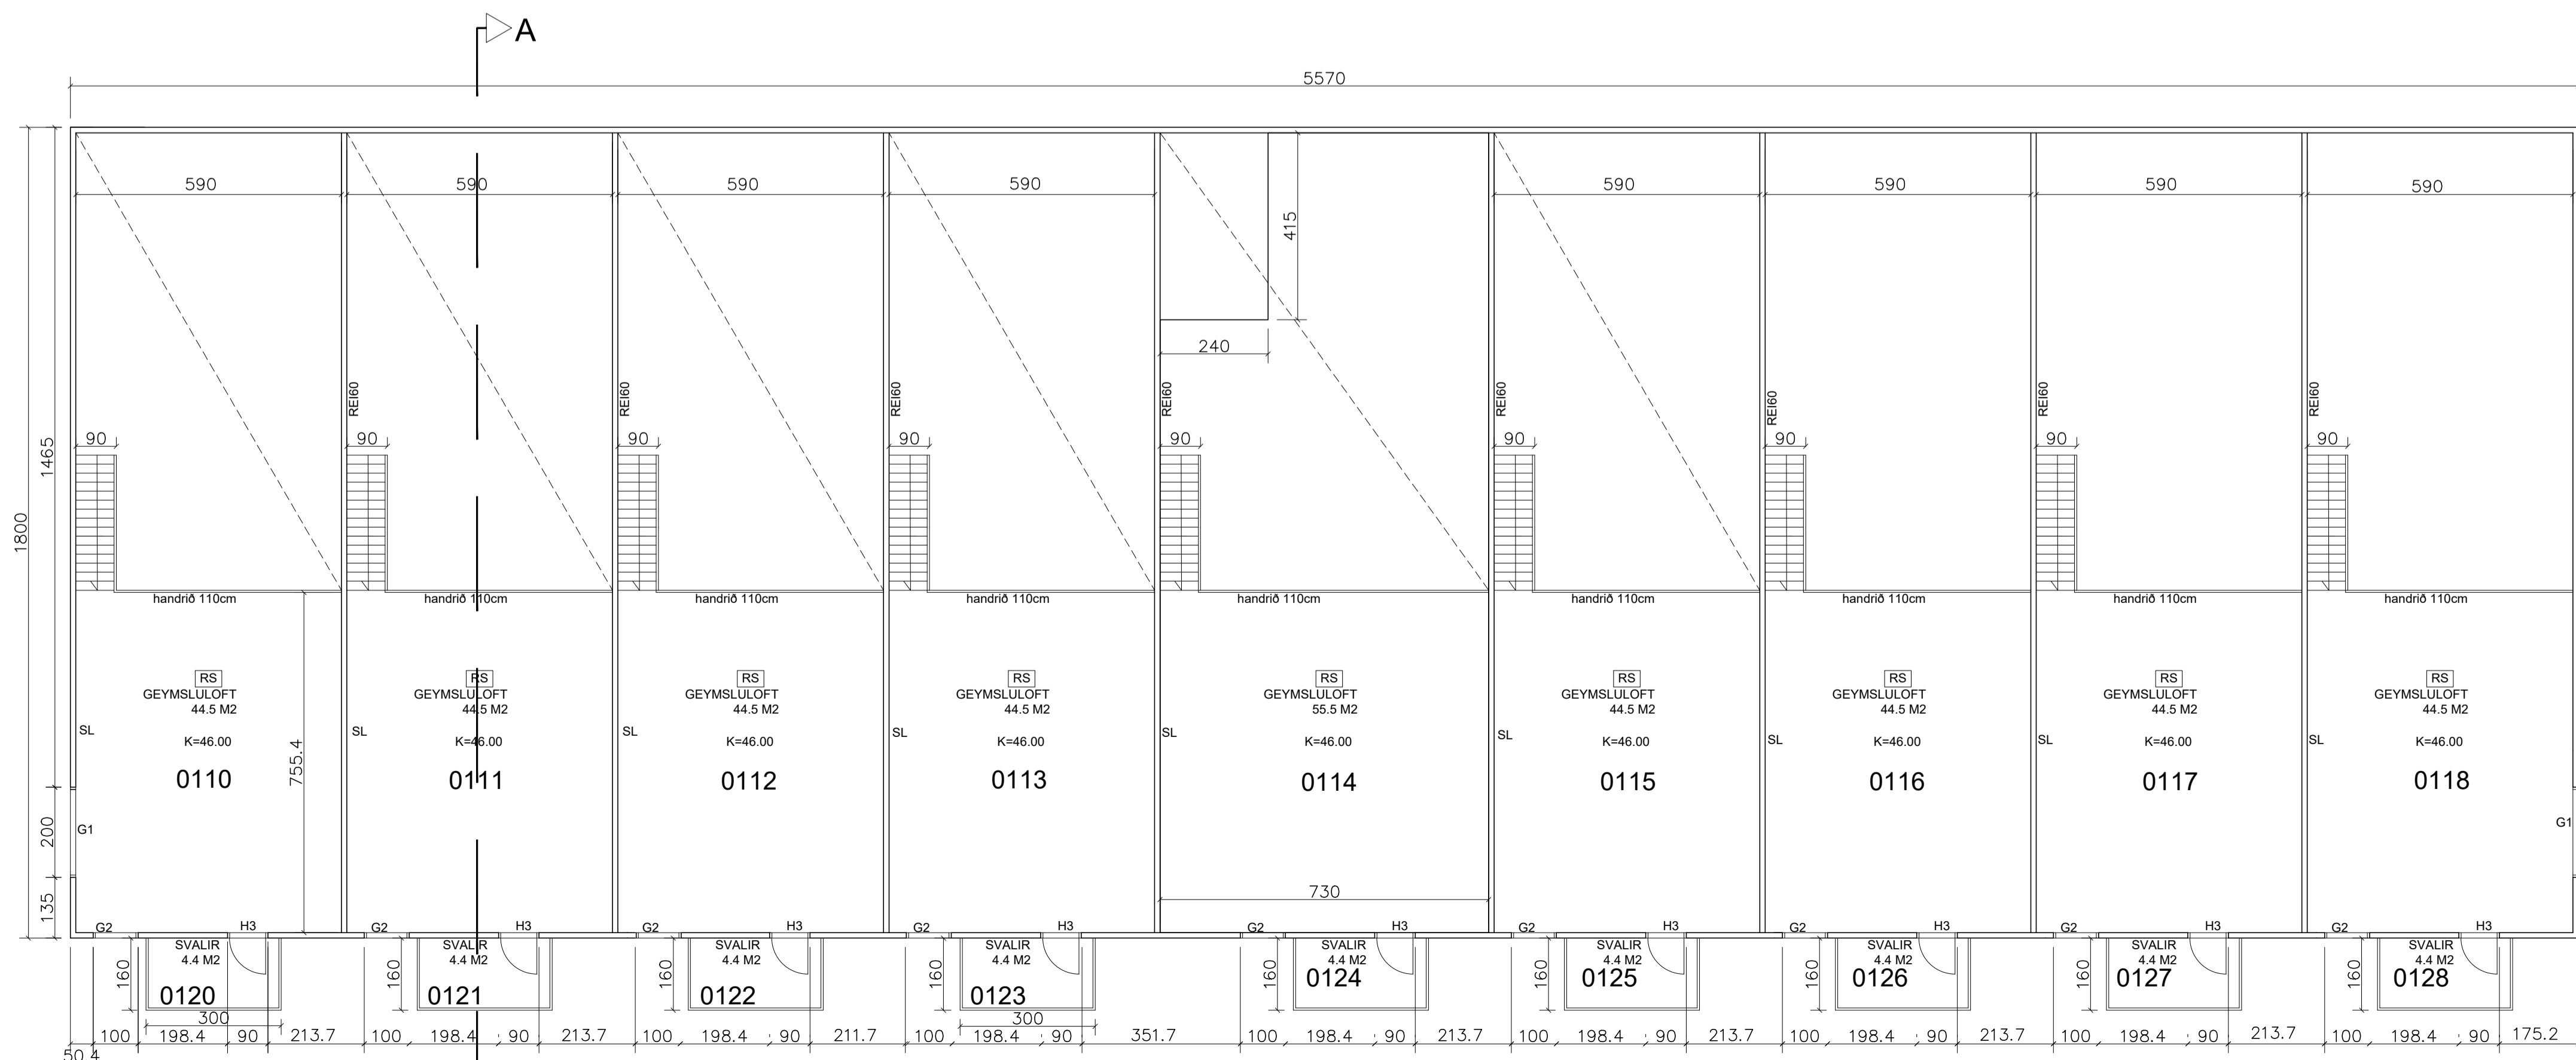 A
5570
590 590 590 590 590 590 590 590
415
240
REI60 REI60 REI60 REI60 REI60 REI60 REI60 REI60
90 90 90 90 90 90 90 90 90
1465
1800
handrið 110cm handrið 110cm handrið 110cm handrið 110cm handrið 110cm handrið 110cm handrið 110cm handrið 110cm handrið 110cm
RS RS RS RS RS RS RS RS RS
GEYMSLULOFT GEYMSLULOFT GEYMSLULOFT GEYMSLULOFT GEYMSLULOFT GEYMSLULOFT GEYMSLULOFT GEYMSLULOFT GEYMSLULOFT
44.5 M2 44.5 M2 44.5 M2 44.5 M2 55.5 M2 44.5 M2 44.5 M2 44.5 M2 44.5 M2
SL SL SL SL SL SL SL SL SL
K=46.00 K=46.00 K=46.00 K=46.00 K=46.00 K=46.00 K=46.00 K=46.00 K=46.00
755.4
0110 0111 0112 0113 0114 0115 0116 0117 0118
200
G1 G1
135
730
G2 H3 G2 H3 G2 H3 G2 H3 G2 H3 G2 H3 G2 H3 G2 H3 G2 H3
SVALIR SVALIR SVALIR SVALIR SVALIR SVALIR SVALIR SVALIR SVALIR
4.4 M2 4.4 M2 4.4 M2 4.4 M2 4.4 M2 4.4 M2 4.4 M2 4.4 M2 4.4 M2
160 160 160 160 160 160 160 160 160
0120 0121 0122 0123 0124 0125 0126 0127 0128
300 300
100 198.4 90 213.7 100 198.4 90 213.7 100 198.4 90 211.7 100 198.4 90 351.7 100 198.4 90 213.7 100 198.4 90 213.7 100 198.4 90 213.7 100 198.4 90 213.7 100 198.4 90 175.2
50.4